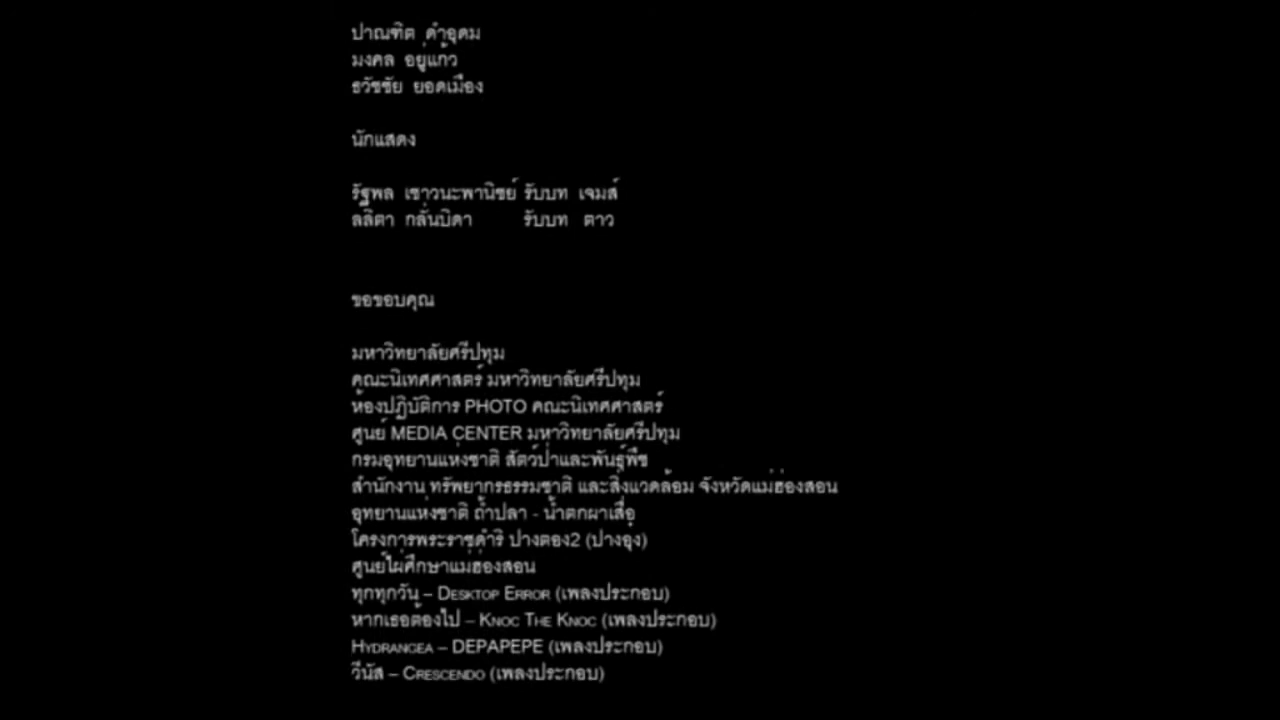 ปาณฑิต คำอุดม
มงคล อยู่แก้ว
ธวัชชัย ยอดเมือง
นักแสดง
รัฐพล เชาวนะพานิชย์ รับบท เจมส์
ลลิตา กลั่นบิดา รับบท ดาว
ขอขอบคุณ
มหาวิทยาลัยศรีปทุม
คณะนิเทศศาสตร์ มหาวิทยาลัยศรีปทุม
ห้องปฏิบัติการ PHOTO คณะนิเทศศาสตร์
ศูนย์ MEDIA CENTER มหาวิทยาลัยศรีปทุม
กรมอุทยานแห่งชาติ สัตว์ป่าและพันธุ์พืช
สำนักงาน ทรัพยากรธรรมชาติ และสิ่งแวดล้อม จังหวัดแม่ฮ่องสอน
อุทยานแห่งชาติ ถ้ำปลา - น้ำตกผาเสื่อ
โครงการพระราชดำริ ปางตอง2 (ปางอุ๋ง)
ศูนย์ไผ่ศึกษาแม่ฮ่องสอน
ทุกทุกวัน – DESKTOP ERROR (เพลงประกอบ)
หากเธอต้องไป – KNOC THE KNOC (เพลงประกอบ)
HYDRANGEA – DEPAPEPE (เพลงประกอบ)
วีนัส – CRESCENDO (เพลงประกอบ)